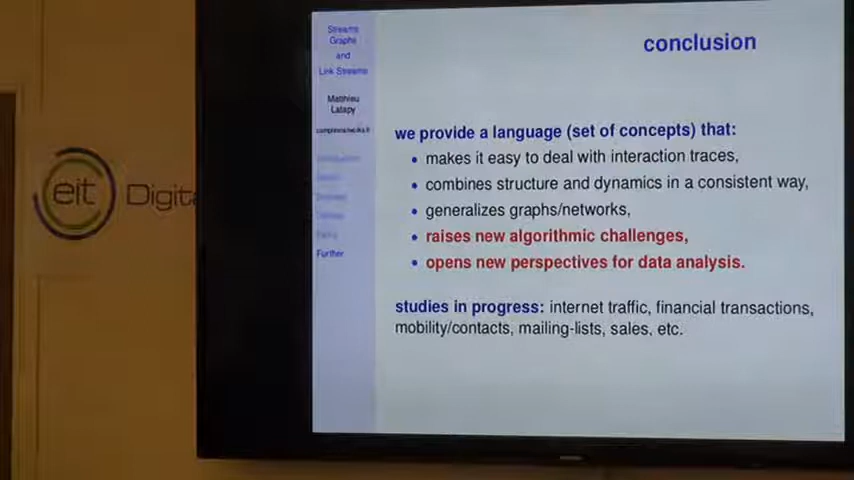 eit Digita
Streams
Graphs
and
Link Streams
Matthieu
Latapy
Further
conclusion
we provide a language (set of concepts) that:
• makes it easy to deal with interaction traces,
• combines structure and dynamics in a consistent way,
• generalizes graphs/networks,
• raises new algorithmic challenges,
• opens new perspectives for data analysis.
studies in progress: internet traffic, financial transactions,
mobility/contacts, mailing-lists, sales, etc.